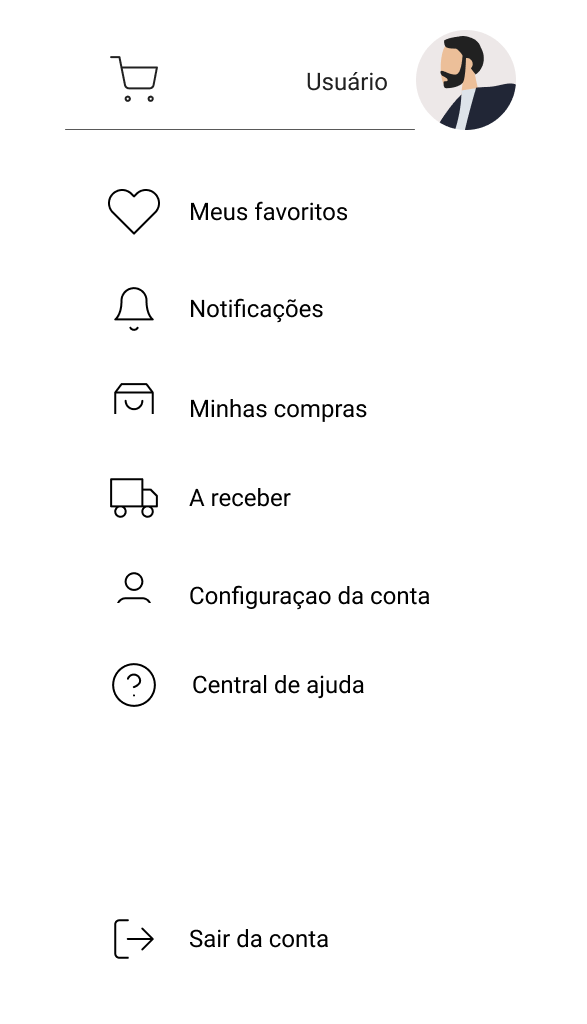 Usuário
Meus favoritos
Notificações
Minhas compras
A receber
Configuraçao da conta
Central de ajuda
Sair da conta